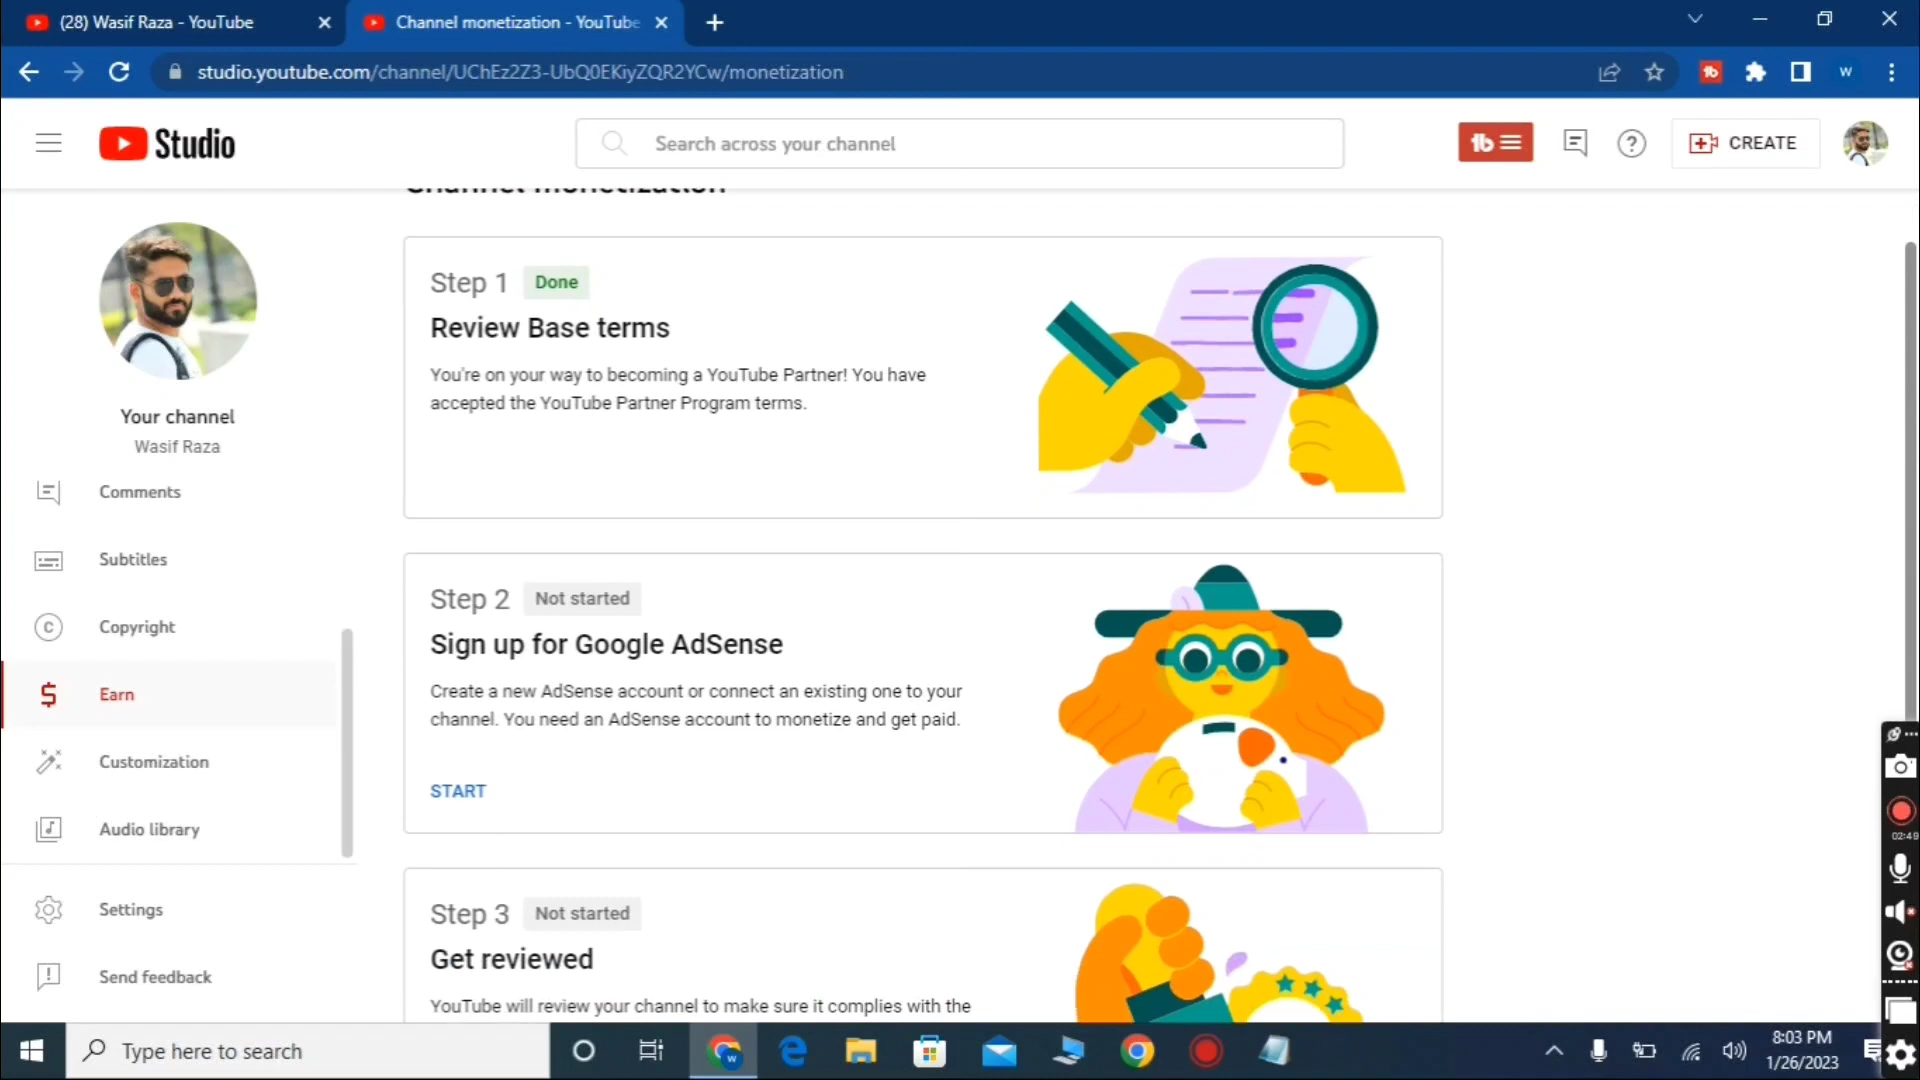 (28) Wasif Raza - YouTube
Channel monetization - YouTube
studio.youtube.com/channel/UChEz2Z3-UbQ0EKiyZQR2YCw/monetization
W
Studio
Search across your channel
CREATE
Channel monetization
Your channel
Wasif Raza
Comments
Subtitles
Copyright
Earn
Customization
Audio library
Settings
Send feedback
Step 1 Done
Review Base terms
You're on your way to becoming a YouTube Partner! You have
accepted the YouTube Partner Program terms.
Step 2 Not started
Sign up for Google AdSense
Create a new AdSense account or connect an existing one to your
channel. You need an AdSense account to monetize and get paid.
START
Step 3 Not started
Get reviewed
YouTube will review your channel to make sure it complies with the
02:49
Type here to search
8:03 PM
1/26/2023